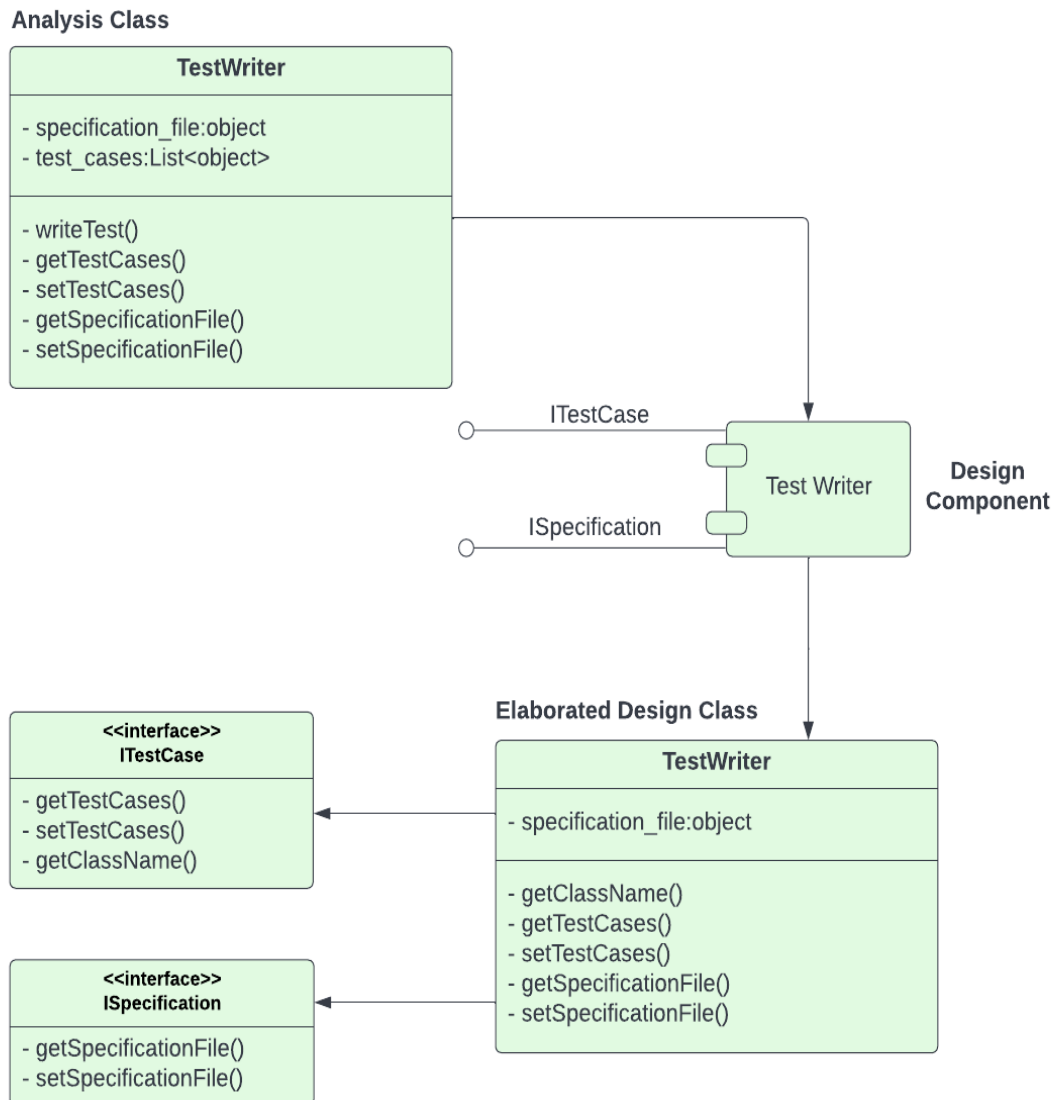 Analysis Class
TestWriter
- specification_file:object
- test_cases:List<object>
- writeTest()
- getTestCases()
- setTestCases()
- getSpecificationFile()
- setSpecificationFile()
ITestCase
ISpecification
Test Writer
Design
Component
Elaborated Design Class
TestWriter
- specification_file:object
- getClassName()
- getTestCases()
- setTestCases()
- getSpecificationFile()
- setSpecificationFile()
<<interface>>
ITestCase
- getTestCases()
- setTestCases()
- getClassName()
<<interface>>
ISpecification
- getSpecificationFile()
- setSpecificationFile()